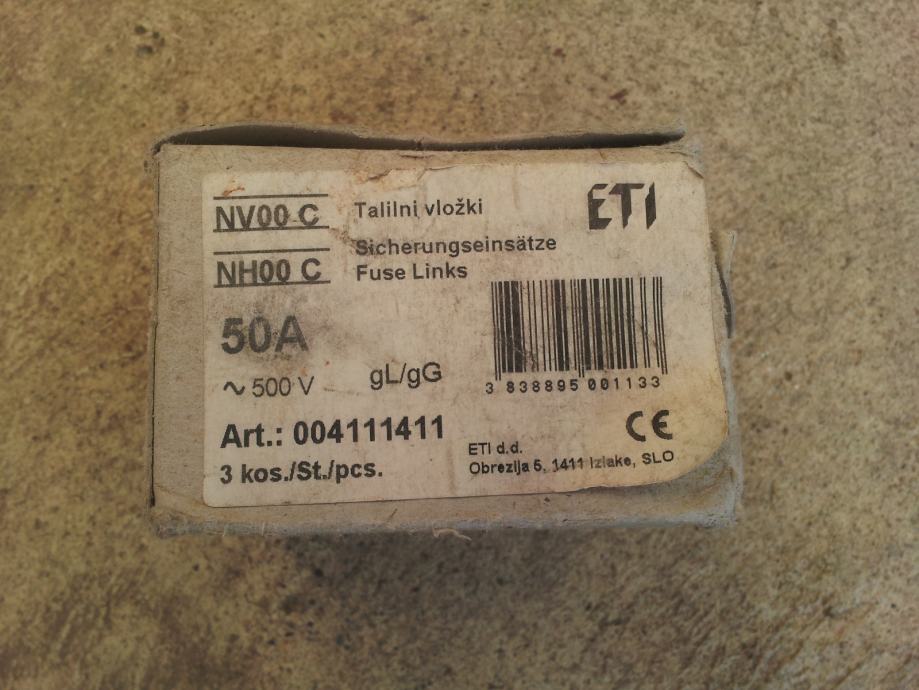 NV00 C
Talilni vložki
ETI
Sicherungseinsätze
NH00 C
Fuse Links
50A
~ 500 V
gL/gG
3 838895 001133
Art.: 004111411
CE
3 kos./St./pcs.
ETI d.d.
Obrezija 5, 1411 Izlake, SLO